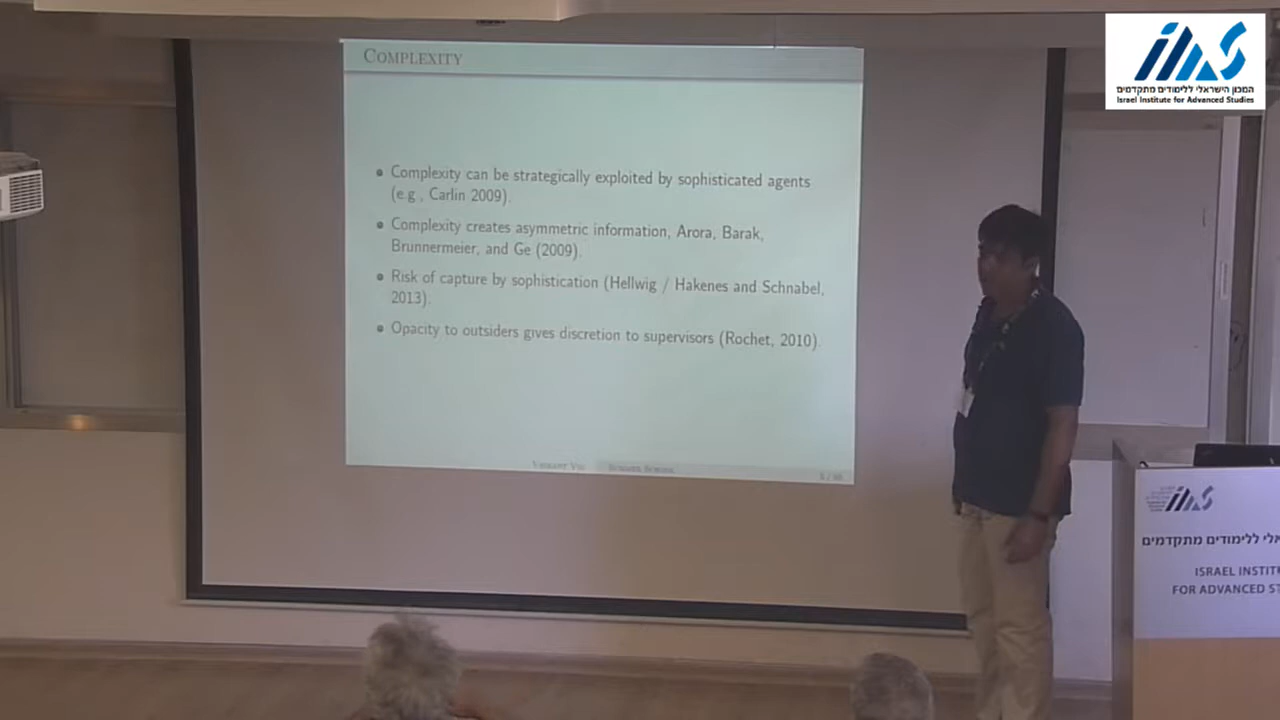 COMPLEXITY
Complexity can be strategically exploited by sophisticated agents
(e.g., Carlin 2009).
Complexity creates asymmetric information, Arora, Barak,
Brunnermeier, and Ge (2009).
Risk of capture by sophistication (Hellwig / Hakenes and Schnabel,
2013).
Opacity to outsiders gives discretion to supervisors (Rochet, 2010).
המכון הישראלי ללימודים מתקדמים
Israel Institute for Advanced Studies
אלי ללימודים מתקדמים
ISRAEL INSTIT
FOR ADVANCED ST